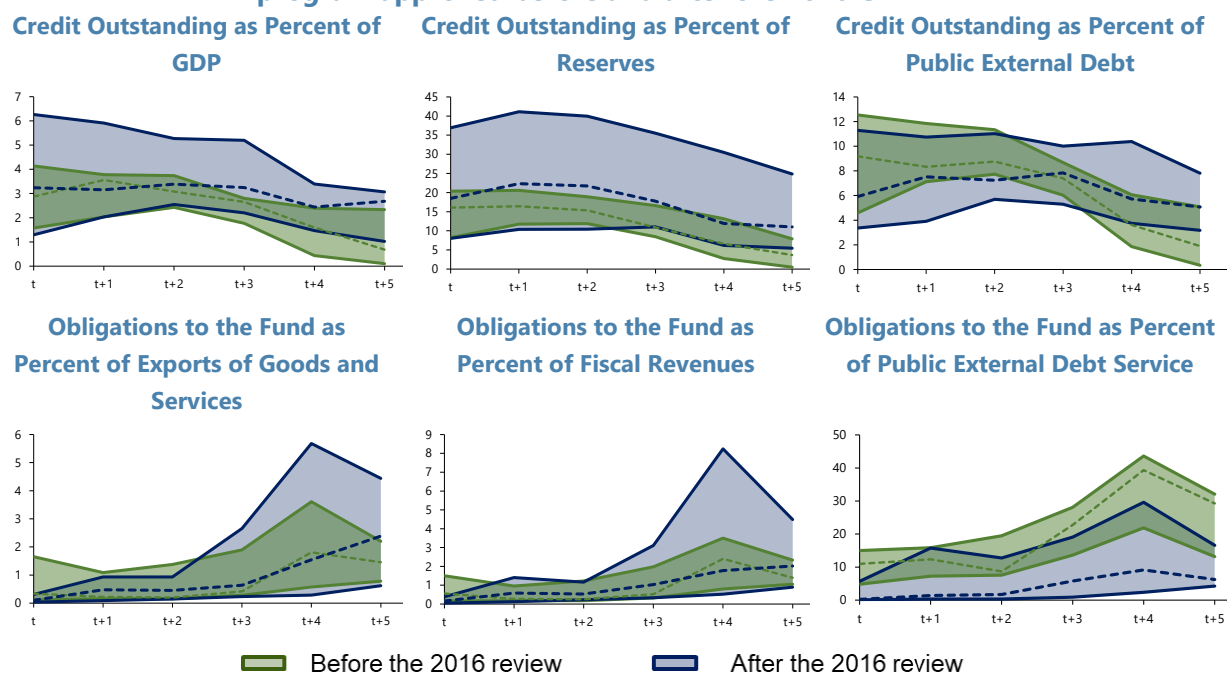 Credit Outstanding as Percent of
GDP
Credit Outstanding as Percent of
Reserves
Credit Outstanding as Percent of
Public External Debt
7
6
5
4
3
2
1
0
t t+1 t+2 t+3 t+4 t+5
45
40
35
30
25
20
15
10
5
0
t t+1 t+2 t+3 t+4 t+5
14
12
10
8
6
4
2
0
t t+1 t+2 t+3 t+4 t+5
Obligations to the Fund as
Percent of Exports of Goods and
Services
Obligations to the Fund as
Percent of Fiscal Revenues
Obligations to the Fund as Percent
of Public External Debt Service
6
5
4
3
2
1
0
t t+1 t+2 t+3 t+4 t+5
9
8
7
6
5
4
3
2
1
0
t t+1 t+2 t+3 t+4 t+5
50
40
30
20
10
0
t t+1 t+2 t+3 t+4 t+5
Before the 2016 review
After the 2016 review